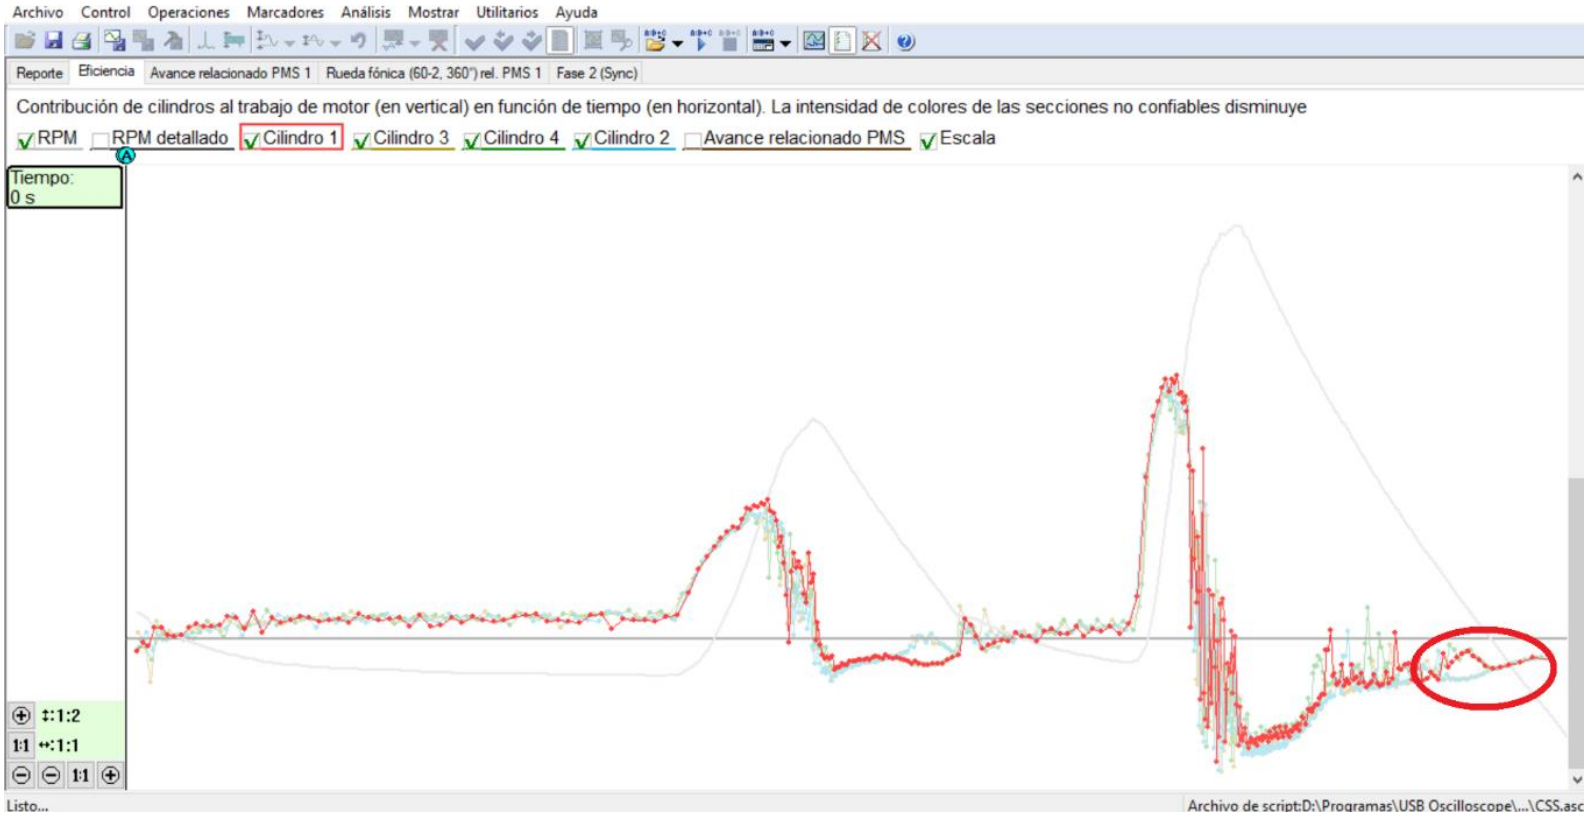 Archivo Control Operaciones Marcadores Análisis Mostrar Utilitarios Ayuda
Reporte Eficiencia Avance relacionado PMS 1 Rueda fónica (60-2, 360°) rel. PMS 1 Fase 2 (Sync)
Contribución de cilindros al trabajo de motor (en vertical) en función de tiempo (en horizontal). La intensidad de colores de las secciones no confiables disminuye
RPM RPM detallado Cilindro 1 Cilindro 3 Cilindro 4 Cilindro 2 Avance relacionado PMS Escala
A
Tiempo:
0 s
↕:1:2
1:1 ↔:1:1
1:1
Listo... Archivo de script:D:\Programas\USB Oscilloscope\...\CSS.asc